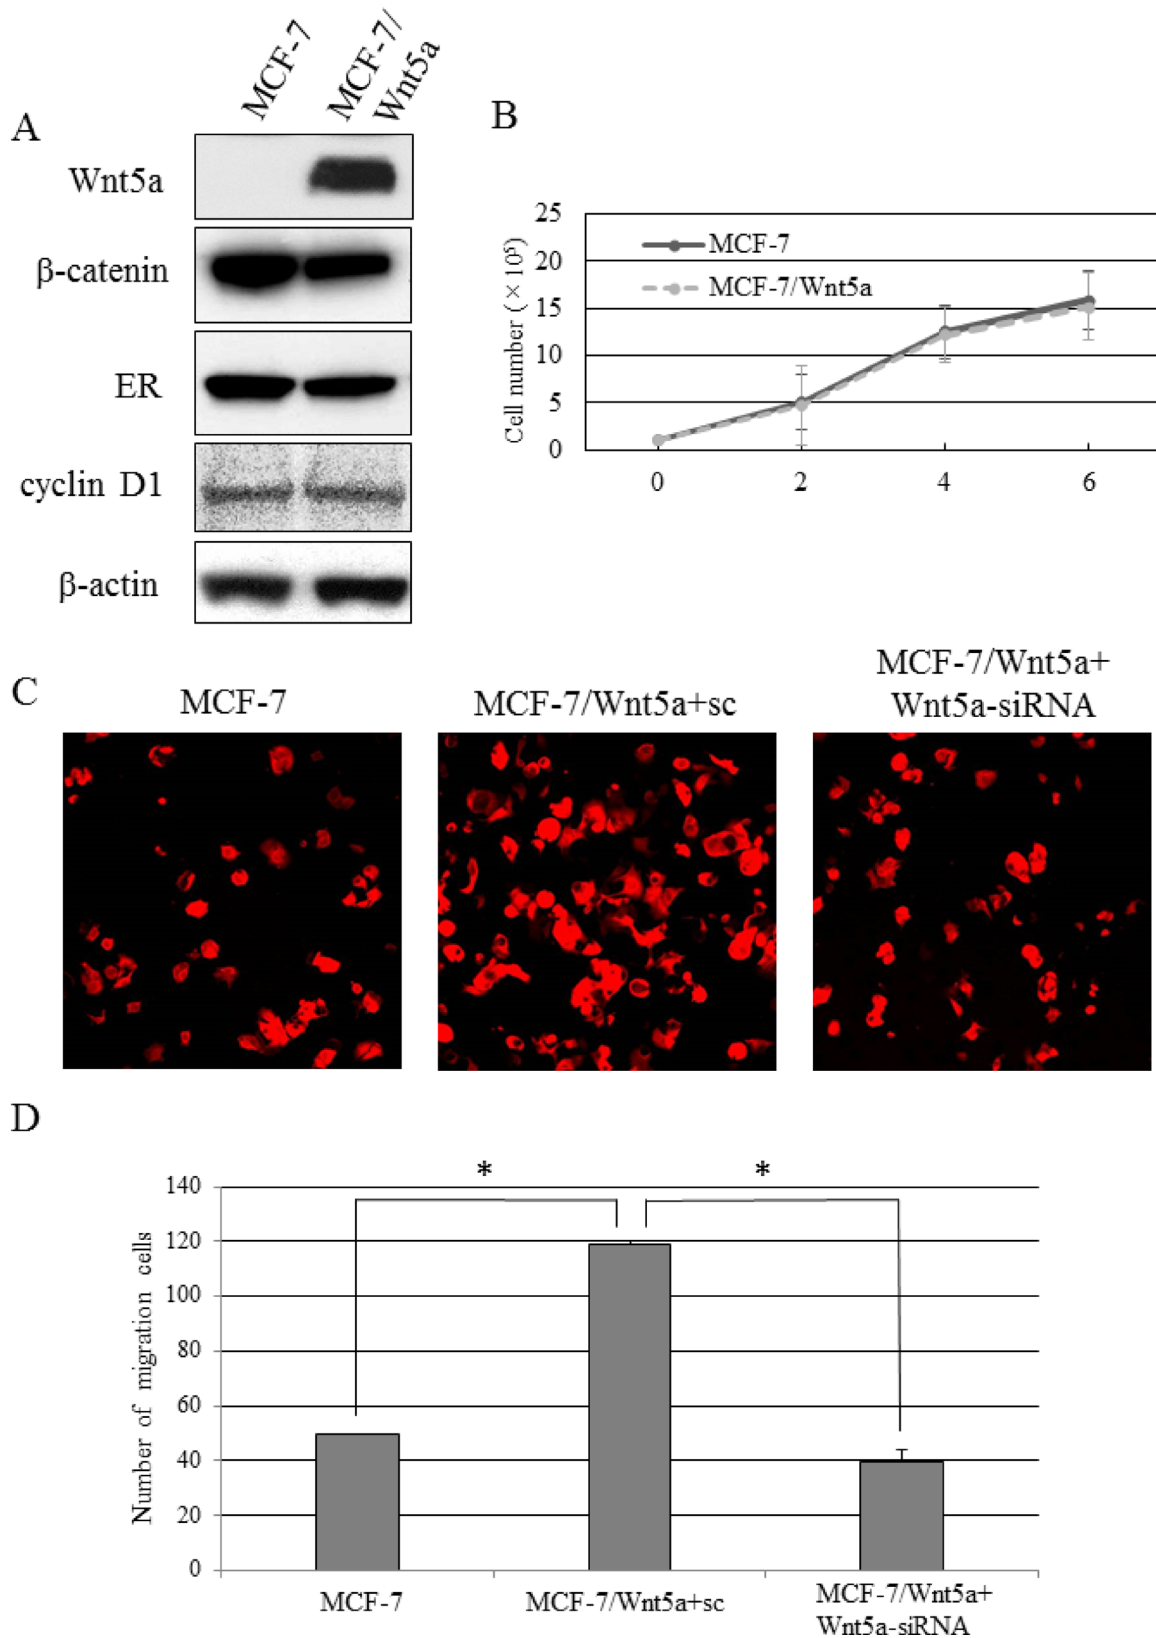 A
MCF-7
MCF-7/
Wnt5a
Wnt5a
β-catenin
ER
cyclin D1
β-actin
B
Cell number (×10⁵)
25
20
15
10
5
0
MCF-7
MCF-7/Wnt5a
0 2 4 6
C
MCF-7
MCF-7/Wnt5a+sc
MCF-7/Wnt5a+
Wnt5a-siRNA
D
Number of migration cells
140
120
100
80
60
40
20
0
* *
MCF-7
MCF-7/Wnt5a+sc
MCF-7/Wnt5a+
Wnt5a-siRNA